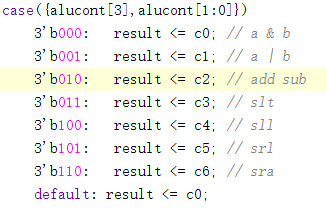 case({alucont[3],alucont[1:0]})
3'b000: result <= c0; // a & b
3'b001: result <= c1; // a | b
3'b010: result <= c2; // add sub
3'b011: result <= c3; // slt
3'b100: result <= c4; // sll
3'b101: result <= c5; // srl
3'b110: result <= c6; // sra
default: result <= c0;